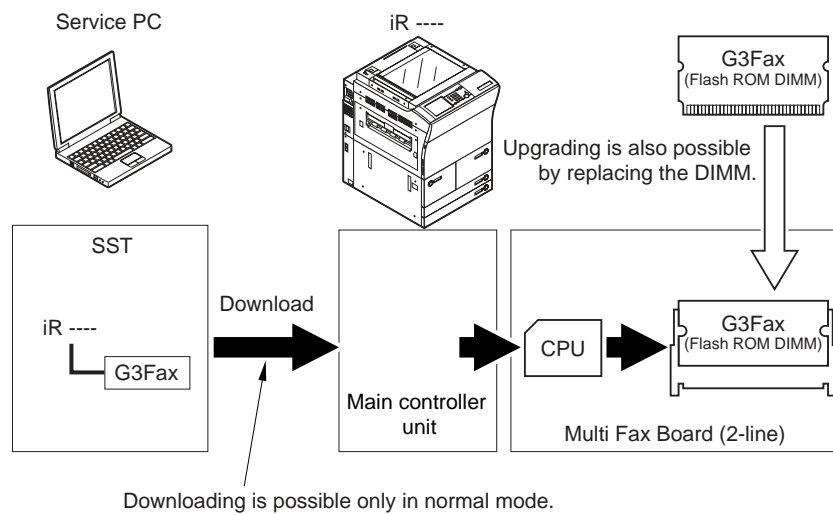 Service PC
iR ----
G3Fax
(Flash ROM DIMM)
Upgrading is also possible
by replacing the DIMM.
SST
iR ----
G3Fax
Download
Main controller
unit
CPU
G3Fax
(Flash ROM DIMM)
Multi Fax Board (2-line)
Downloading is possible only in normal mode.